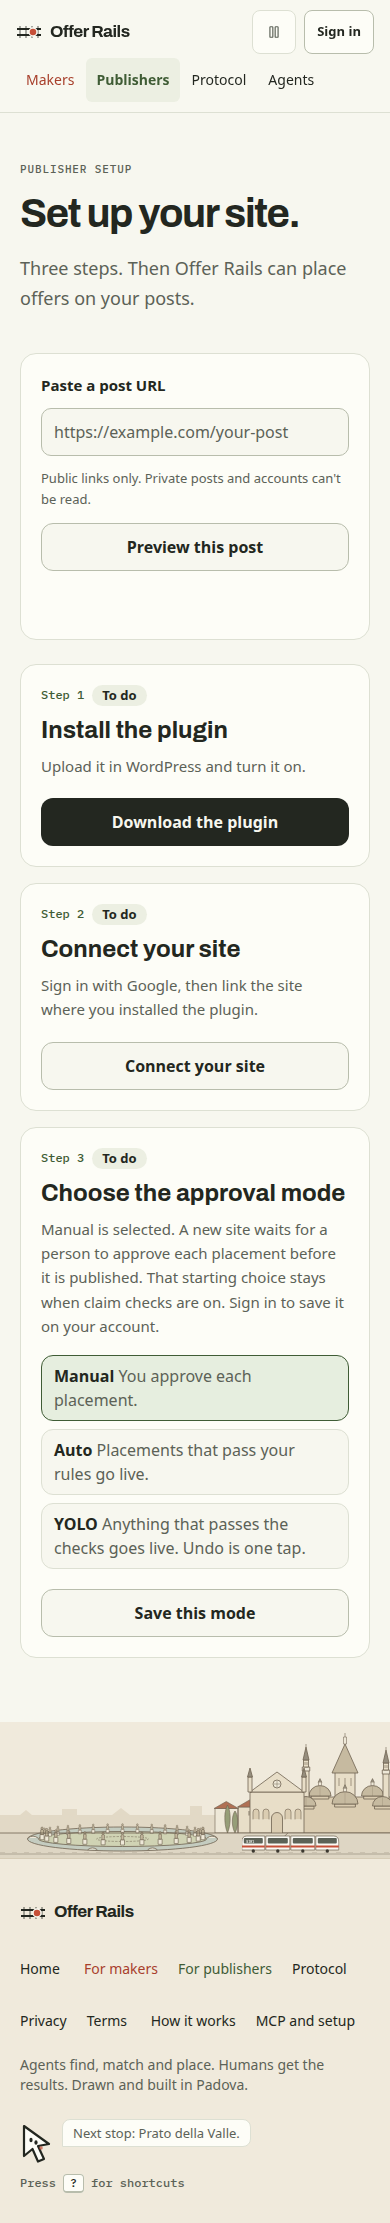 Offer Rails
Sign in
Makers Publishers Protocol Agents
PUBLISHER SETUP
Set up your site.
Three steps. Then Offer Rails can place
offers on your posts.
Paste a post URL
https://example.com/your-post
Public links only. Private posts and accounts can't
be read.
Preview this post
Step 1 To do
Install the plugin
Upload it in WordPress and turn it on.
Download the plugin
Step 2 To do
Connect your site
Sign in with Google, then link the site
where you installed the plugin.
Connect your site
Step 3 To do
Choose the approval mode
Manual is selected. A new site waits for a
person to approve each placement before
it is published. That starting choice stays
when claim checks are on. Sign in to save it
on your account.
Manual You approve each
placement.
Auto Placements that pass your
rules go live.
YOLO Anything that passes the
checks goes live. Undo is one tap.
Save this mode
Offer Rails
Home For makers For publishers Protocol
Privacy Terms How it works MCP and setup
Agents find, match and place. Humans get the
results. Drawn and built in Padova.
Next stop: Prato della Valle.
Press ? for shortcuts